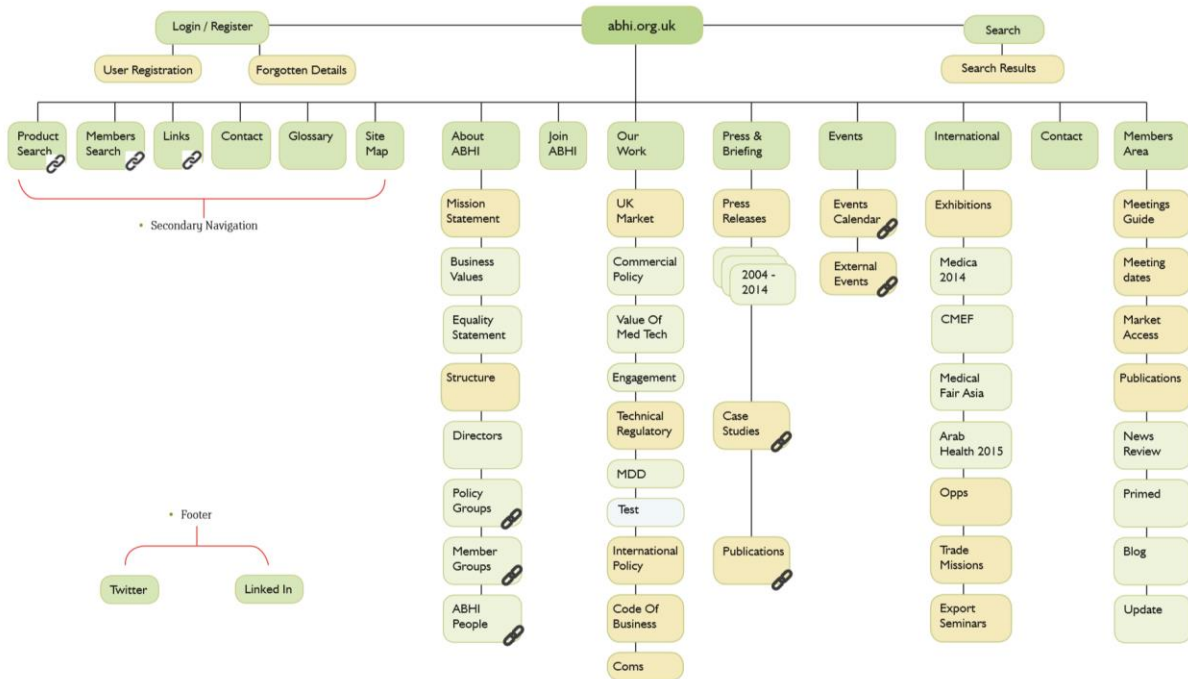 abhi.org.uk
Login / Register
Search
User Registration
Forgotten Details
Search Results
Product
Search
Members
Search
Links
Contact
Glossary
Site
Map
About
ABHI
Join
ABHI
Our
Work
Press &
Briefing
Events
International
Contact
Members
Area
• Secondary Navigation
Mission
Statement
Business
Values
Equality
Statement
Structure
Directors
Policy
Groups
Member
Groups
ABHI
People
UK
Market
Commercial
Policy
Value Of
Med Tech
Engagement
Technical
Regulatory
MDD
Test
International
Policy
Code Of
Business
Coms
Press
Releases
2004 -
2014
Case
Studies
Publications
Events
Calendar
External
Events
Exhibitions
Medica
2014
CMEF
Medical
Fair Asia
Arab
Health 2015
Opps
Trade
Missions
Export
Seminars
Meetings
Guide
Meeting
dates
Market
Access
Publications
News
Review
Primed
Blog
Update
• Footer
Twitter
Linked In